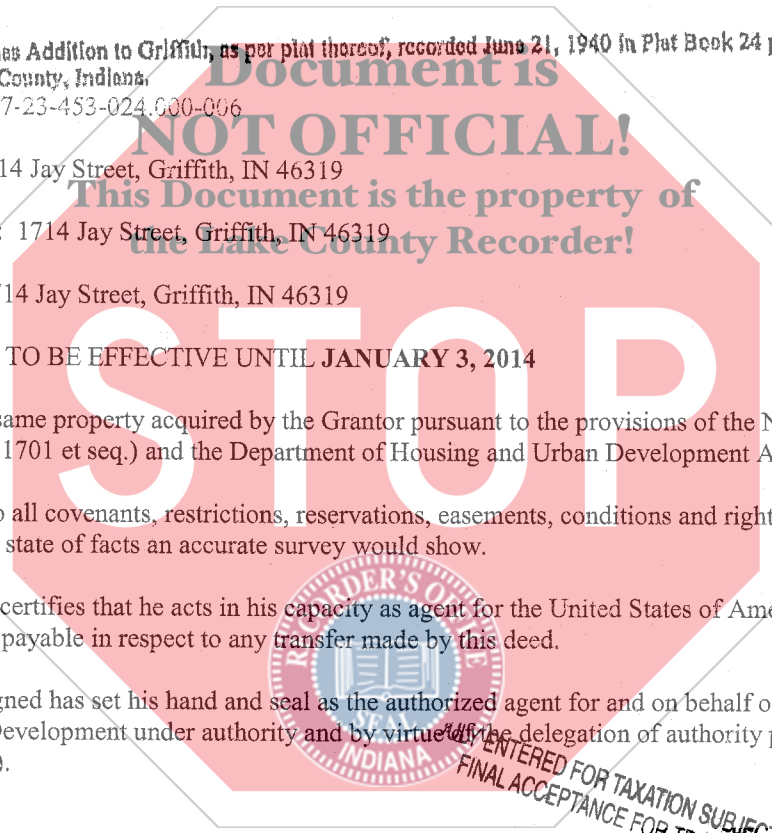 nes Addition to Griffith, as per plat thereof, recorded June 21, 1940 in Plat Book 24 p
County, Indiana.
7-23-453-024.000-006
Document is
NOT OFFICIAL!
This Document is the property of
the Lake County Recorder!
14 Jay Street, Griffith, IN 46319
: 1714 Jay Street, Griffith, IN 46319
714 Jay Street, Griffith, IN 46319
STOP
TO BE EFFECTIVE UNTIL JANUARY 3, 2014
same property acquired by the Grantor pursuant to the provisions of the N
1701 et seq.) and the Department of Housing and Urban Development A
o all covenants, restrictions, reservations, easements, conditions and right
state of facts an accurate survey would show.
certifies that he acts in his capacity as agent for the United States of Ame
payable in respect to any transfer made by this deed.
gned has set his hand and seal as the authorized agent for and on behalf o
Development under authority and by virtue of the delegation of authority p
).
RECORDER'S OFFICE
SEAL
INDIANA
ENTERED FOR TAXATION SUBJEC
FINAL ACCEPTANCE FOR